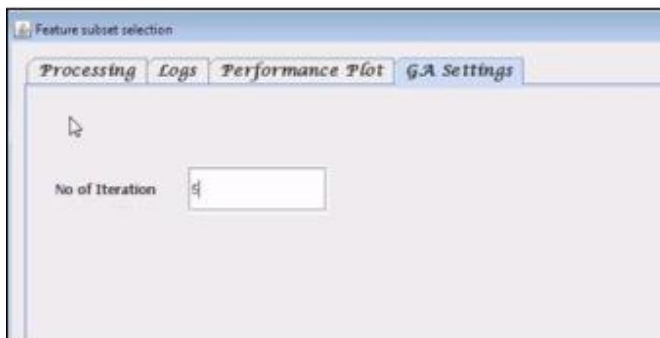 Feature subset selection
Processing Logs Performance Plot GA Settings
No of Iteration 5